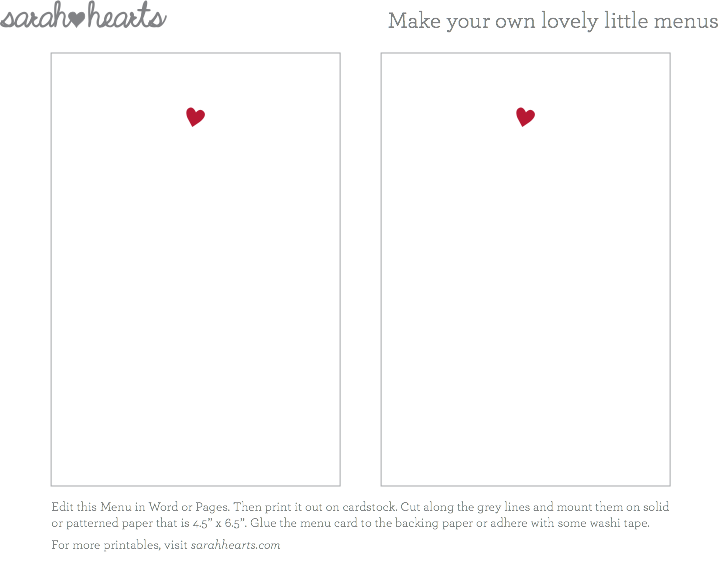 sarah hearts
Make your own lovely little menus
Edit this Menu in Word or Pages. Then print it out on cardstock. Cut along the grey lines and mount them on solid
or patterned paper that is 4.5" x 6.5". Glue the menu card to the backing paper or adhere with some washi tape.
For more printables, visit sarahhearts.com